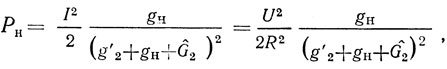 Pн = I²/2 gч/(g′₂+gн+Ĝ₂)² = U²/2R² gн/(g′₂+gн+Ĝ₂)²,